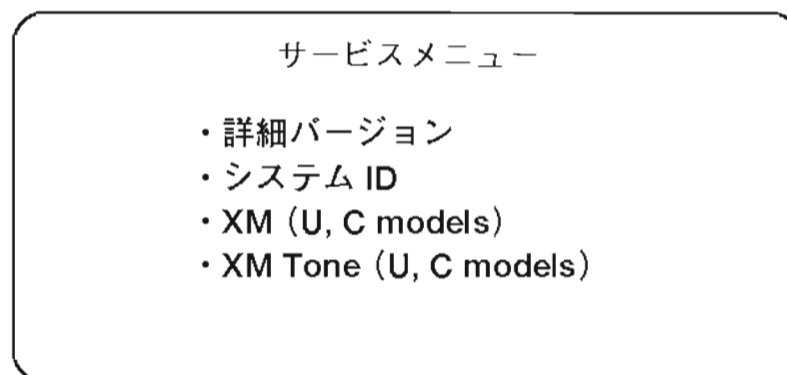 サービスメニュー
・詳細バージョン
・システム ID
・XM (U, C models)
・XM Tone (U, C models)